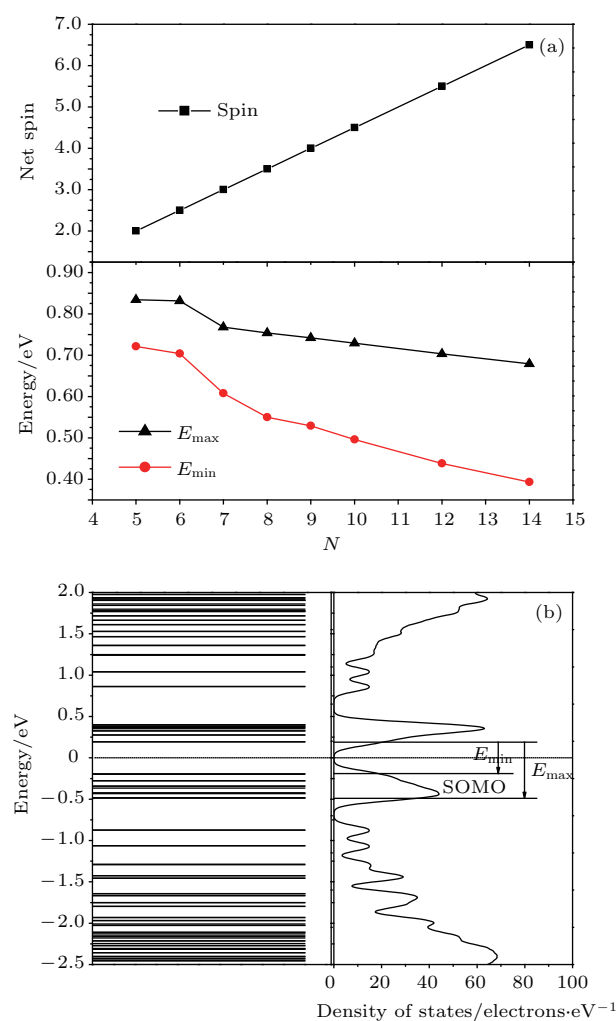 7.0
6.0
5.0
4.0
3.0
2.0
Net spin
(a)
Spin
0.90
0.80
0.70
0.60
0.50
0.40
Energy/eV
Emax
Emin
4 5 6 7 8 9 10 11 12 13 14 15
N
2.0
1.5
1.0
0.5
0
−0.5
−1.0
−1.5
−2.0
−2.5
Energy/eV
(b)
Emin
Emax
SOMO
0 20 40 60 80 100
Density of states/electrons·eV−1